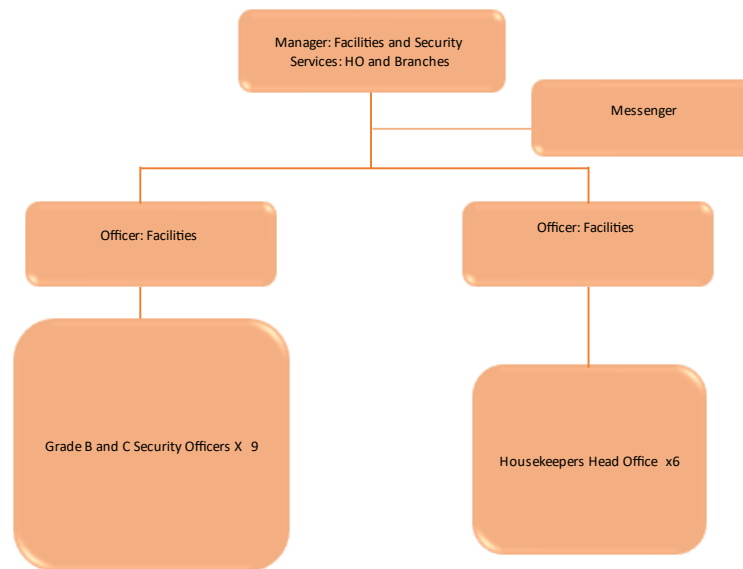 Manager: Facilities and Security
Services: HO and Branches
Messenger
Officer: Facilities
Officer: Facilities
Grade B and C Security Officers X 9
Housekeepers Head Office x6